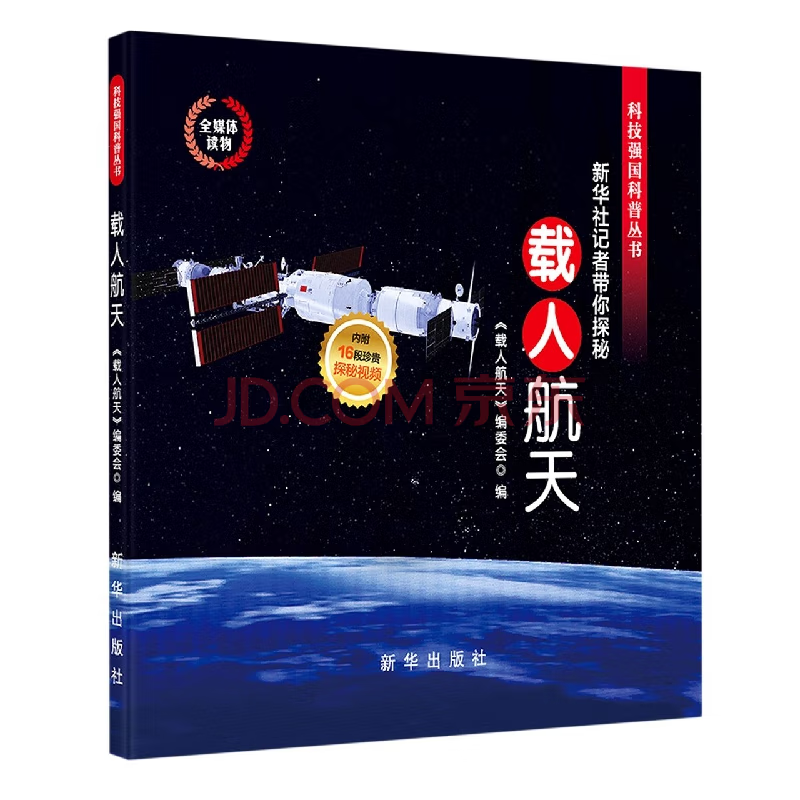 科技强国科普丛书
载人航天
《载人航天》编委会◎编
新华出版社
全媒体
读物
科技强国科普丛书
新华社记者带你探秘
载人航天
《载人航天》编委会◎编
内附
16段珍贵
探秘视频
JD.COM 京东
新华出版社